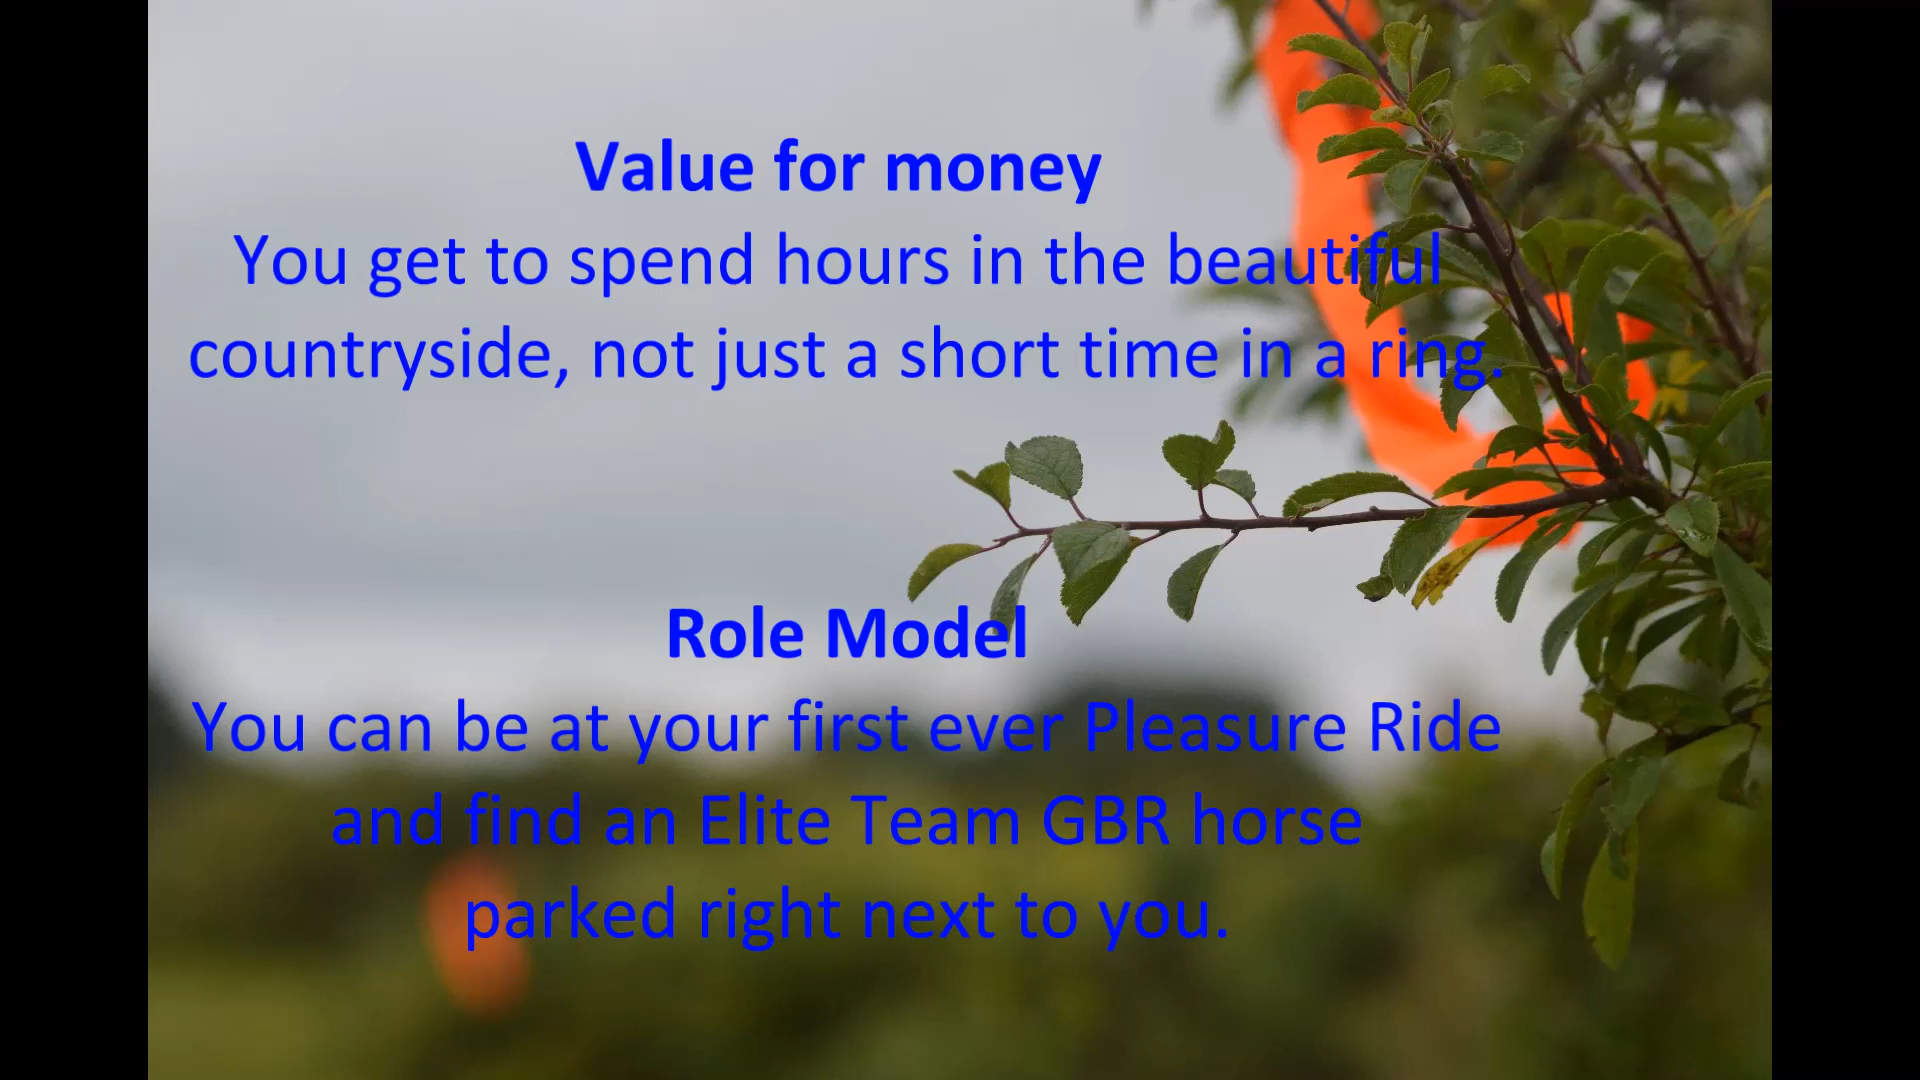 Value for money
You get to spend hours in the beautiful
countryside, not just a short time in a ring.
Role Model
You can be at your first ever Pleasure Ride
and find an Elite Team GBR horse
parked right next to you.